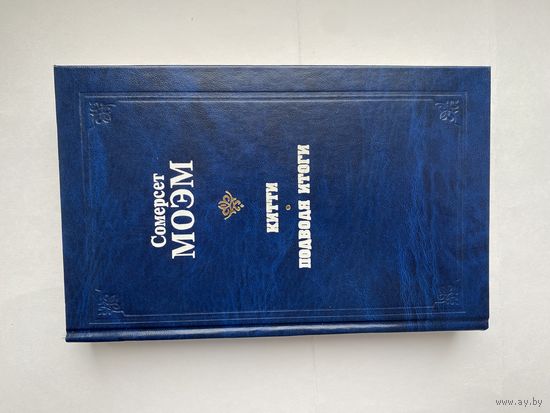 Сомерсет
МОЭМ
КИТТИ
ПОДВОДЯ ИТОГИ
© www.ay.by